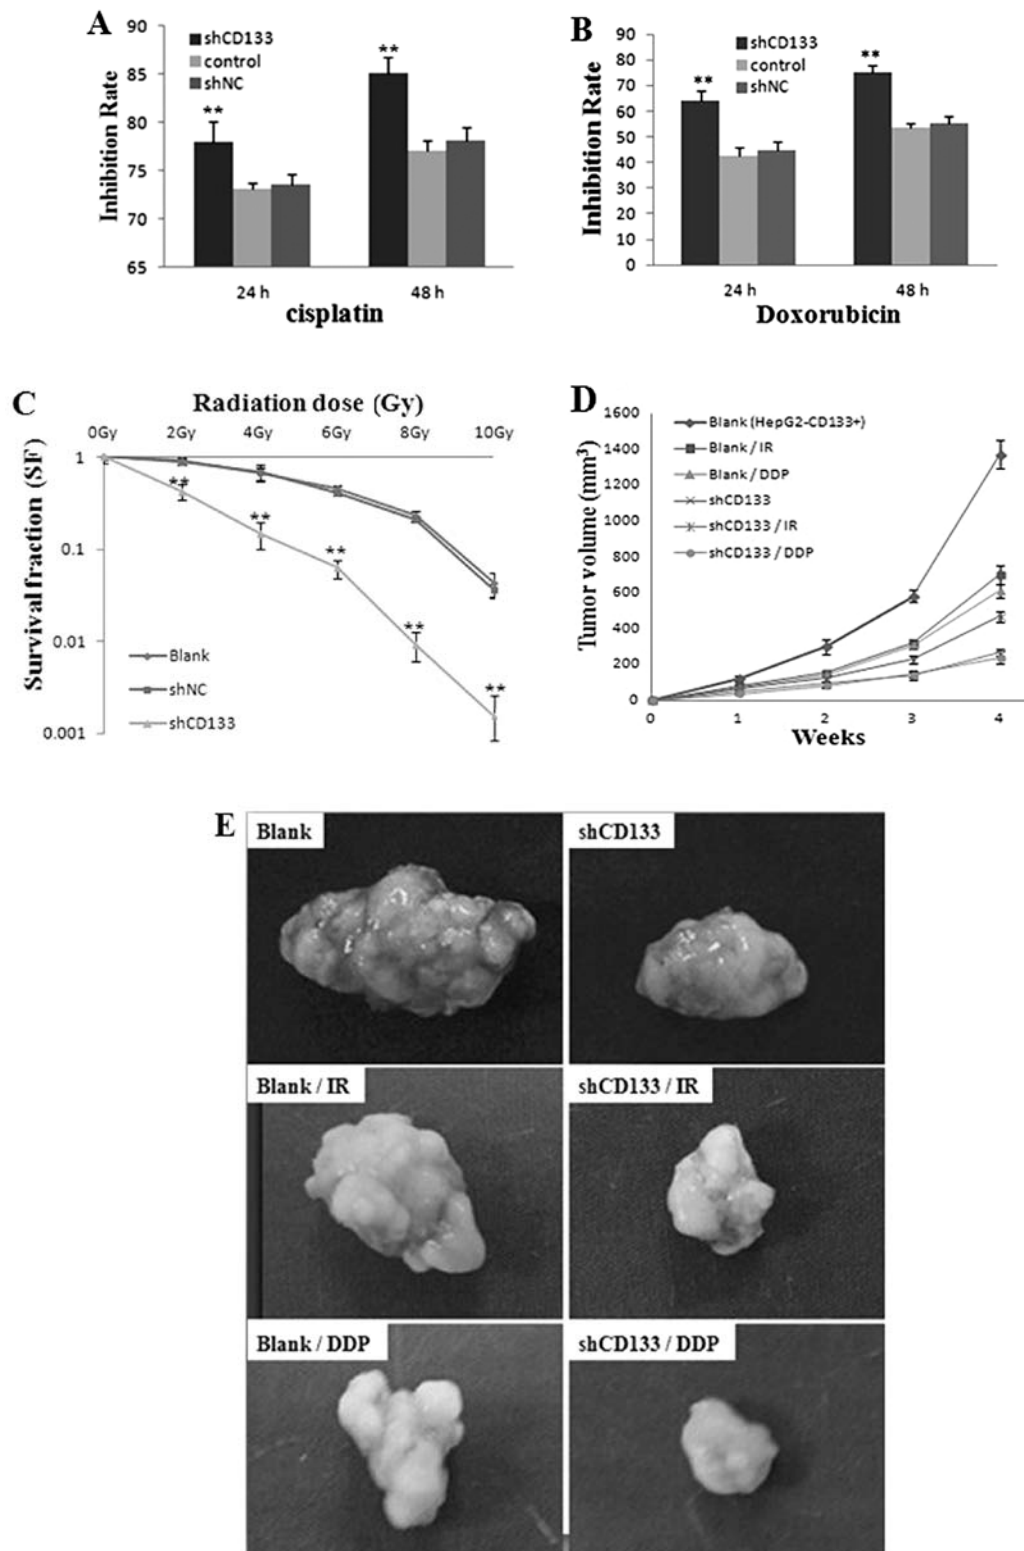 A
90
85
80
75
70
65
Inhibition Rate
shCD133
control
shNC
**
**
24 h
48 h
cisplatin
B
90
80
70
60
50
40
30
20
10
0
Inhibition Rate
shCD133
control
shNC
**
**
24 h
48 h
Doxorubicin
C
Radiation dose (Gy)
0Gy 2Gy 4Gy 6Gy 8Gy 10Gy
1
0.1
0.01
0.001
Survival fraction (SF)
**
**
**
**
**
Blank
shNC
shCD133
D
1600
1400
1200
1000
800
600
400
200
0
Tumor volume (mm³)
Blank (HepG2-CD133+)
Blank / IR
Blank / DDP
shCD133
shCD133 / IR
shCD133 / DDP
0 1 2 3 4
Weeks
E
Blank
shCD133
Blank / IR
shCD133 / IR
Blank / DDP
shCD133 / DDP